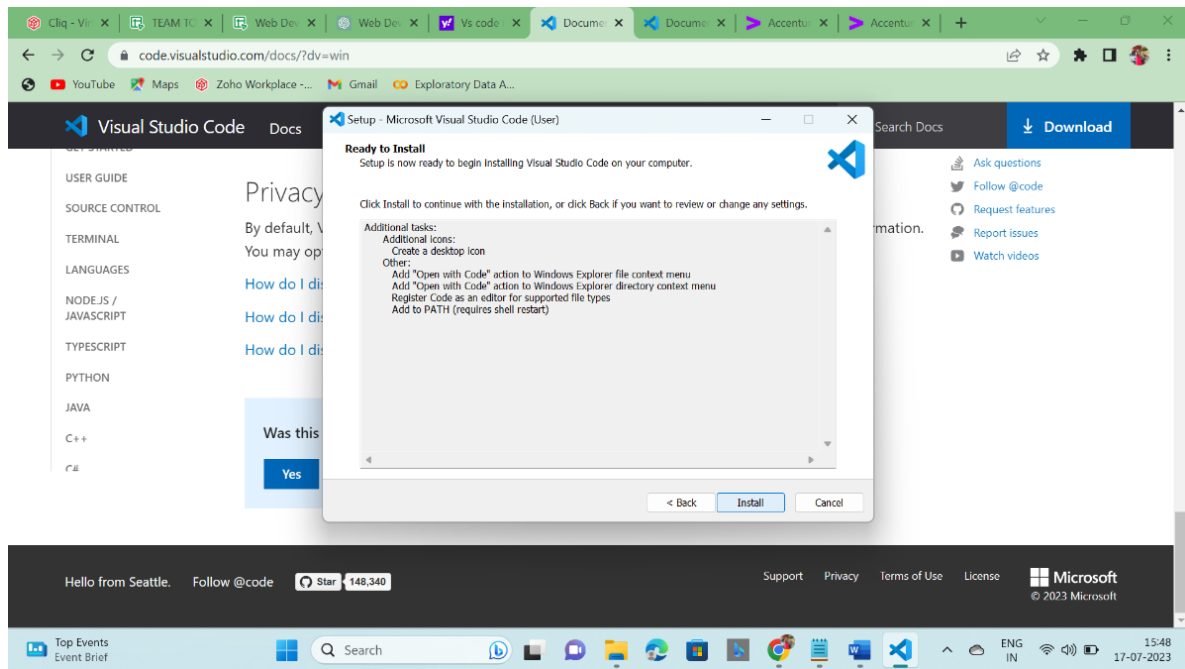 Cliq - Vir
TEAM TO
Web Dev
Web Dev
Vs code
Documen
Documen
Accentur
Accentur
code.visualstudio.com/docs/?dv=win
YouTube
Maps
Zoho Workplace -...
Gmail
Exploratory Data A...
Visual Studio Code
Docs
Search Docs
Download
GET STARTED
USER GUIDE
SOURCE CONTROL
TERMINAL
LANGUAGES
NODE.JS /
JAVASCRIPT
TYPESCRIPT
PYTHON
JAVA
C++
C#
Privacy
By default, V
rmation.
You may op
How do I dis
How do I dis
How do I dis
Was this
Yes
Setup - Microsoft Visual Studio Code (User)
Ready to Install
Setup is now ready to begin installing Visual Studio Code on your computer.
Click Install to continue with the installation, or click Back if you want to review or change any settings.
Additional tasks:
Additional icons:
Create a desktop icon
Other:
Add "Open with Code" action to Windows Explorer file context menu
Add "Open with Code" action to Windows Explorer directory context menu
Register Code as an editor for supported file types
Add to PATH (requires shell restart)
< Back
Install
Cancel
Ask questions
Follow @code
Request features
Report issues
Watch videos
Hello from Seattle.
Follow @code
Star
148,340
Support
Privacy
Terms of Use
License
Microsoft
© 2023 Microsoft
Top Events
Event Brief
Search
ENG
IN
15:48
17-07-2023